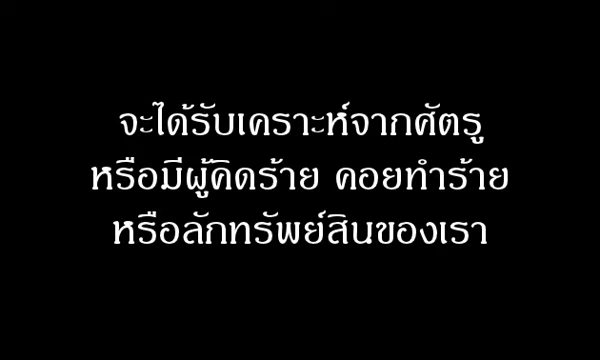 จะได้รับเคราะห์จากศัตรู
หรือมีผู้คิดร้าย คอยทำร้าย
หรือลักทรัพย์สินของเรา